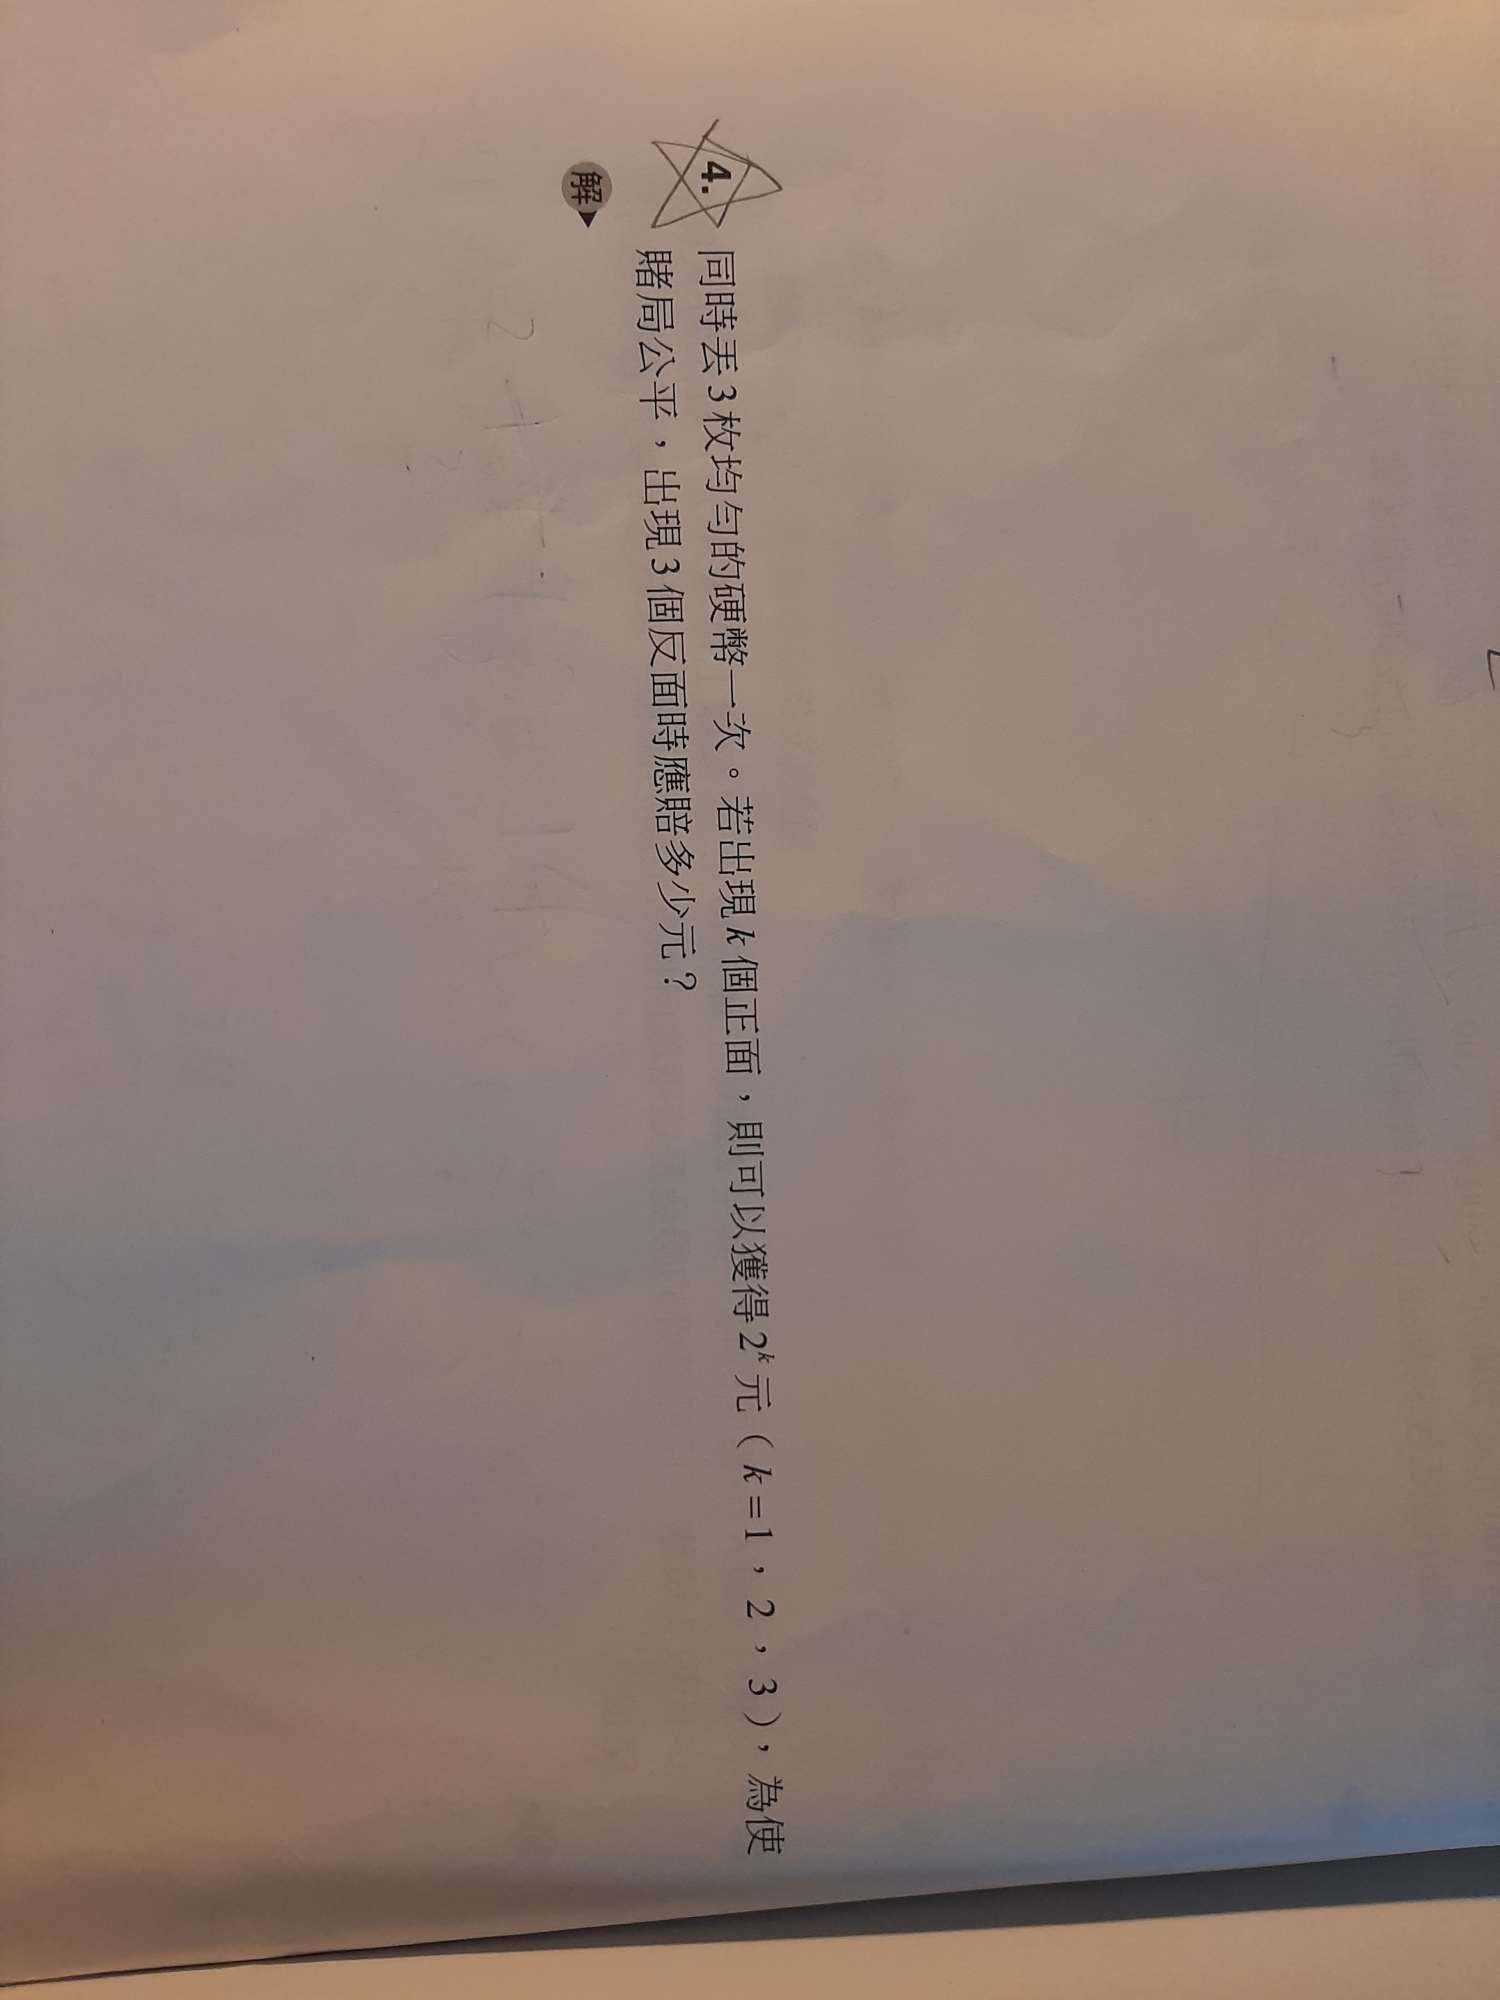 4. 同時丟3枚均勻的硬幣一次。若出現k個正面，則可以獲得2ᵏ元（k=1，2，3），為使
賭局公平，出現3個反面時應賠多少元？
解